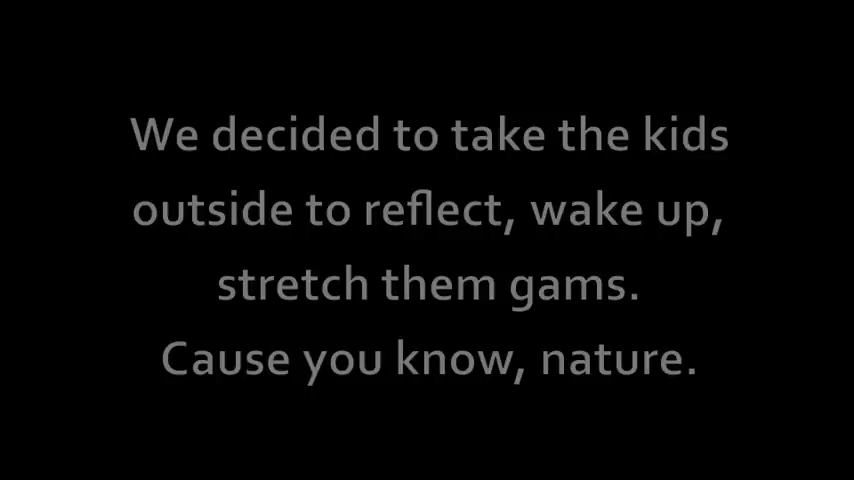 We decided to take the kids
outside to reflect, wake up,
stretch them gams.
Cause you know, nature.